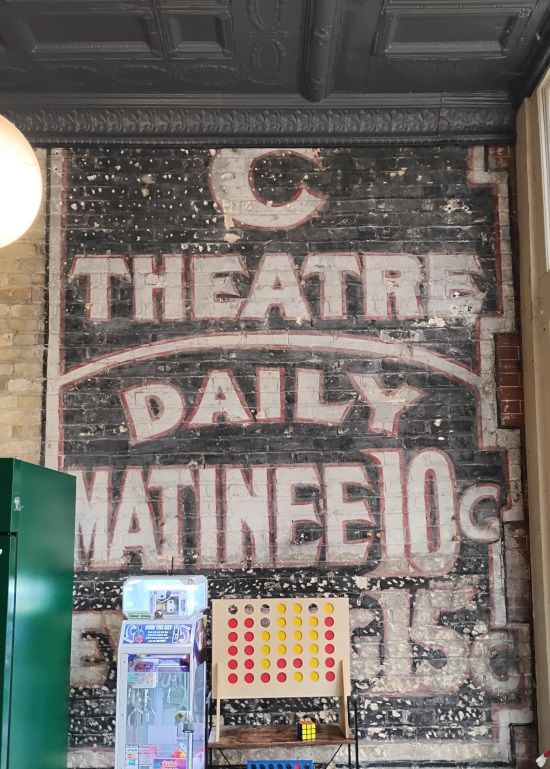 C
THEATRE
DAILY
MATINEE 10c
E 15c